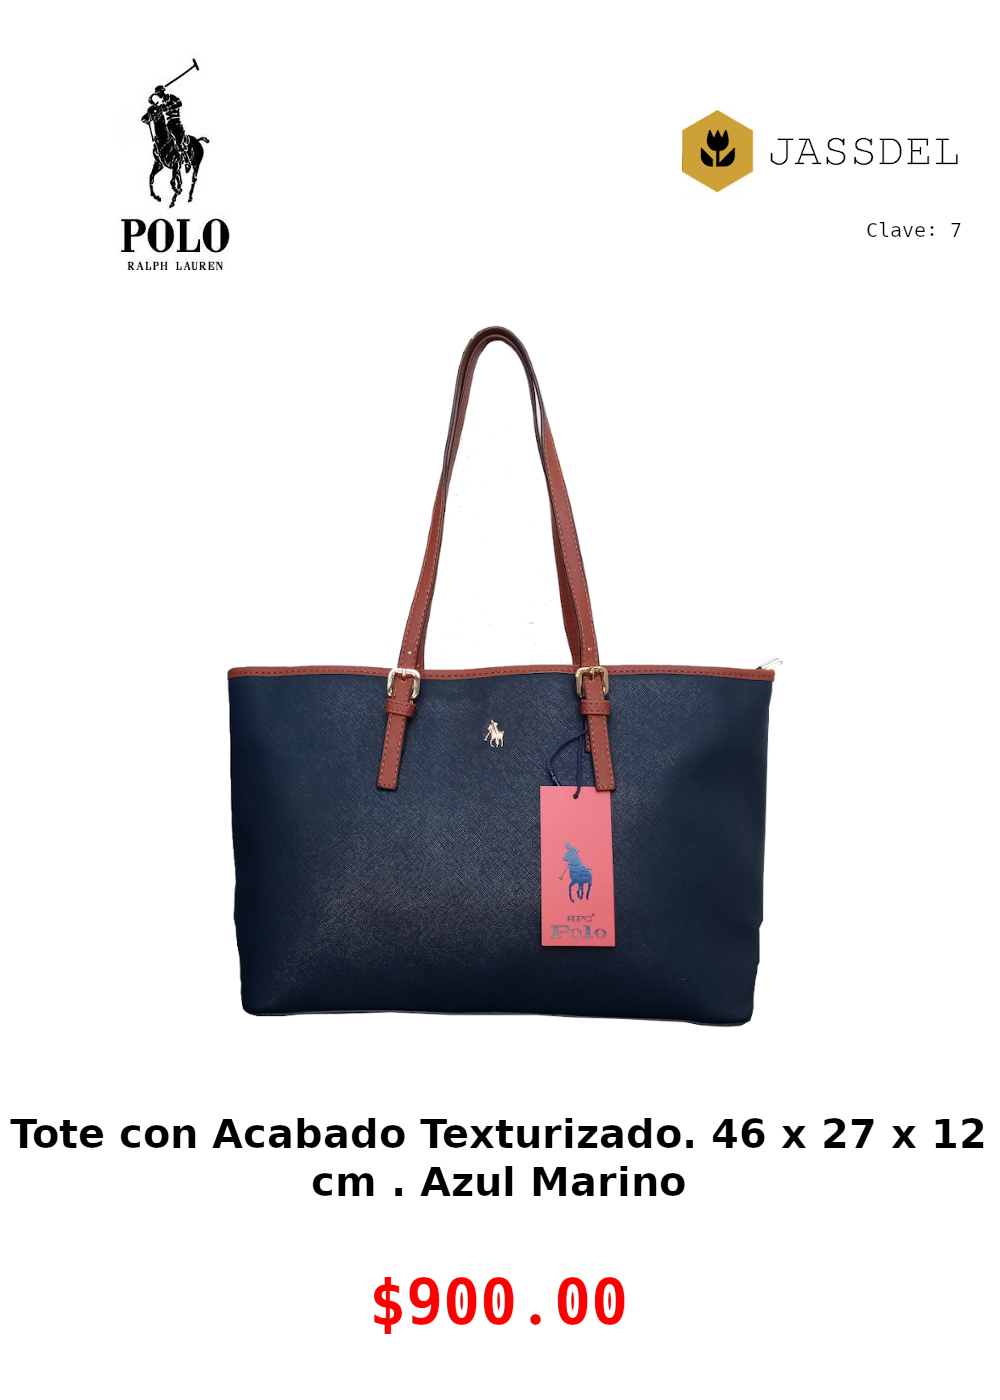 POLO
RALPH LAUREN
JASSDEL
Clave: 7
HPC
Polo
Tote con Acabado Texturizado. 46 x 27 x 12
cm . Azul Marino
$900.00